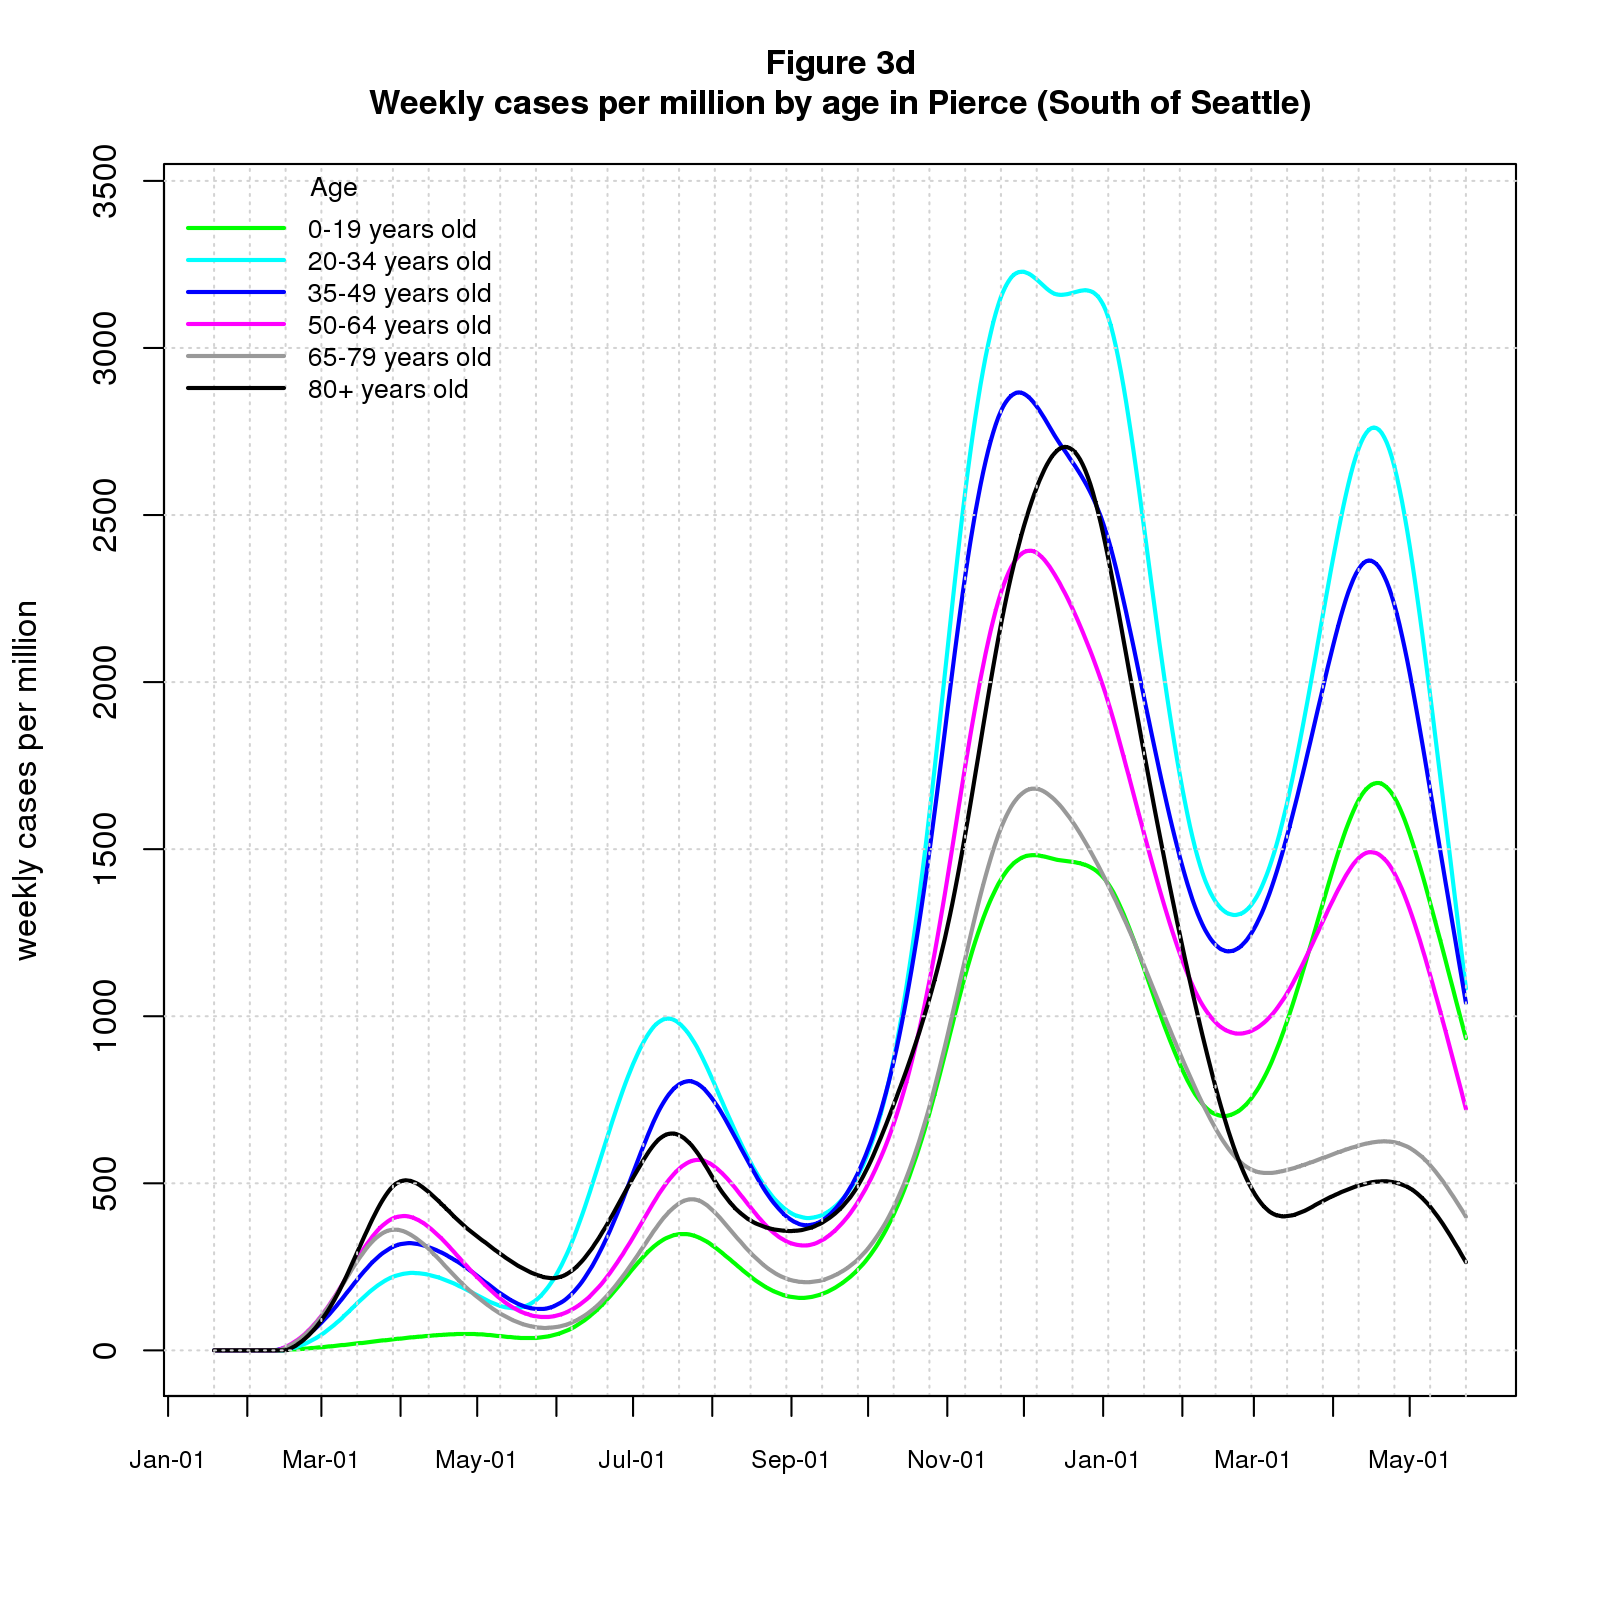 Figure 3d
Weekly cases per million by age in Pierce (South of Seattle)
Age
0-19 years old
20-34 years old
35-49 years old
50-64 years old
65-79 years old
80+ years old
weekly cases per million
3500
3000
2500
2000
1500
1000
500
0
Jan-01 Mar-01 May-01 Jul-01 Sep-01 Nov-01 Jan-01 Mar-01 May-01